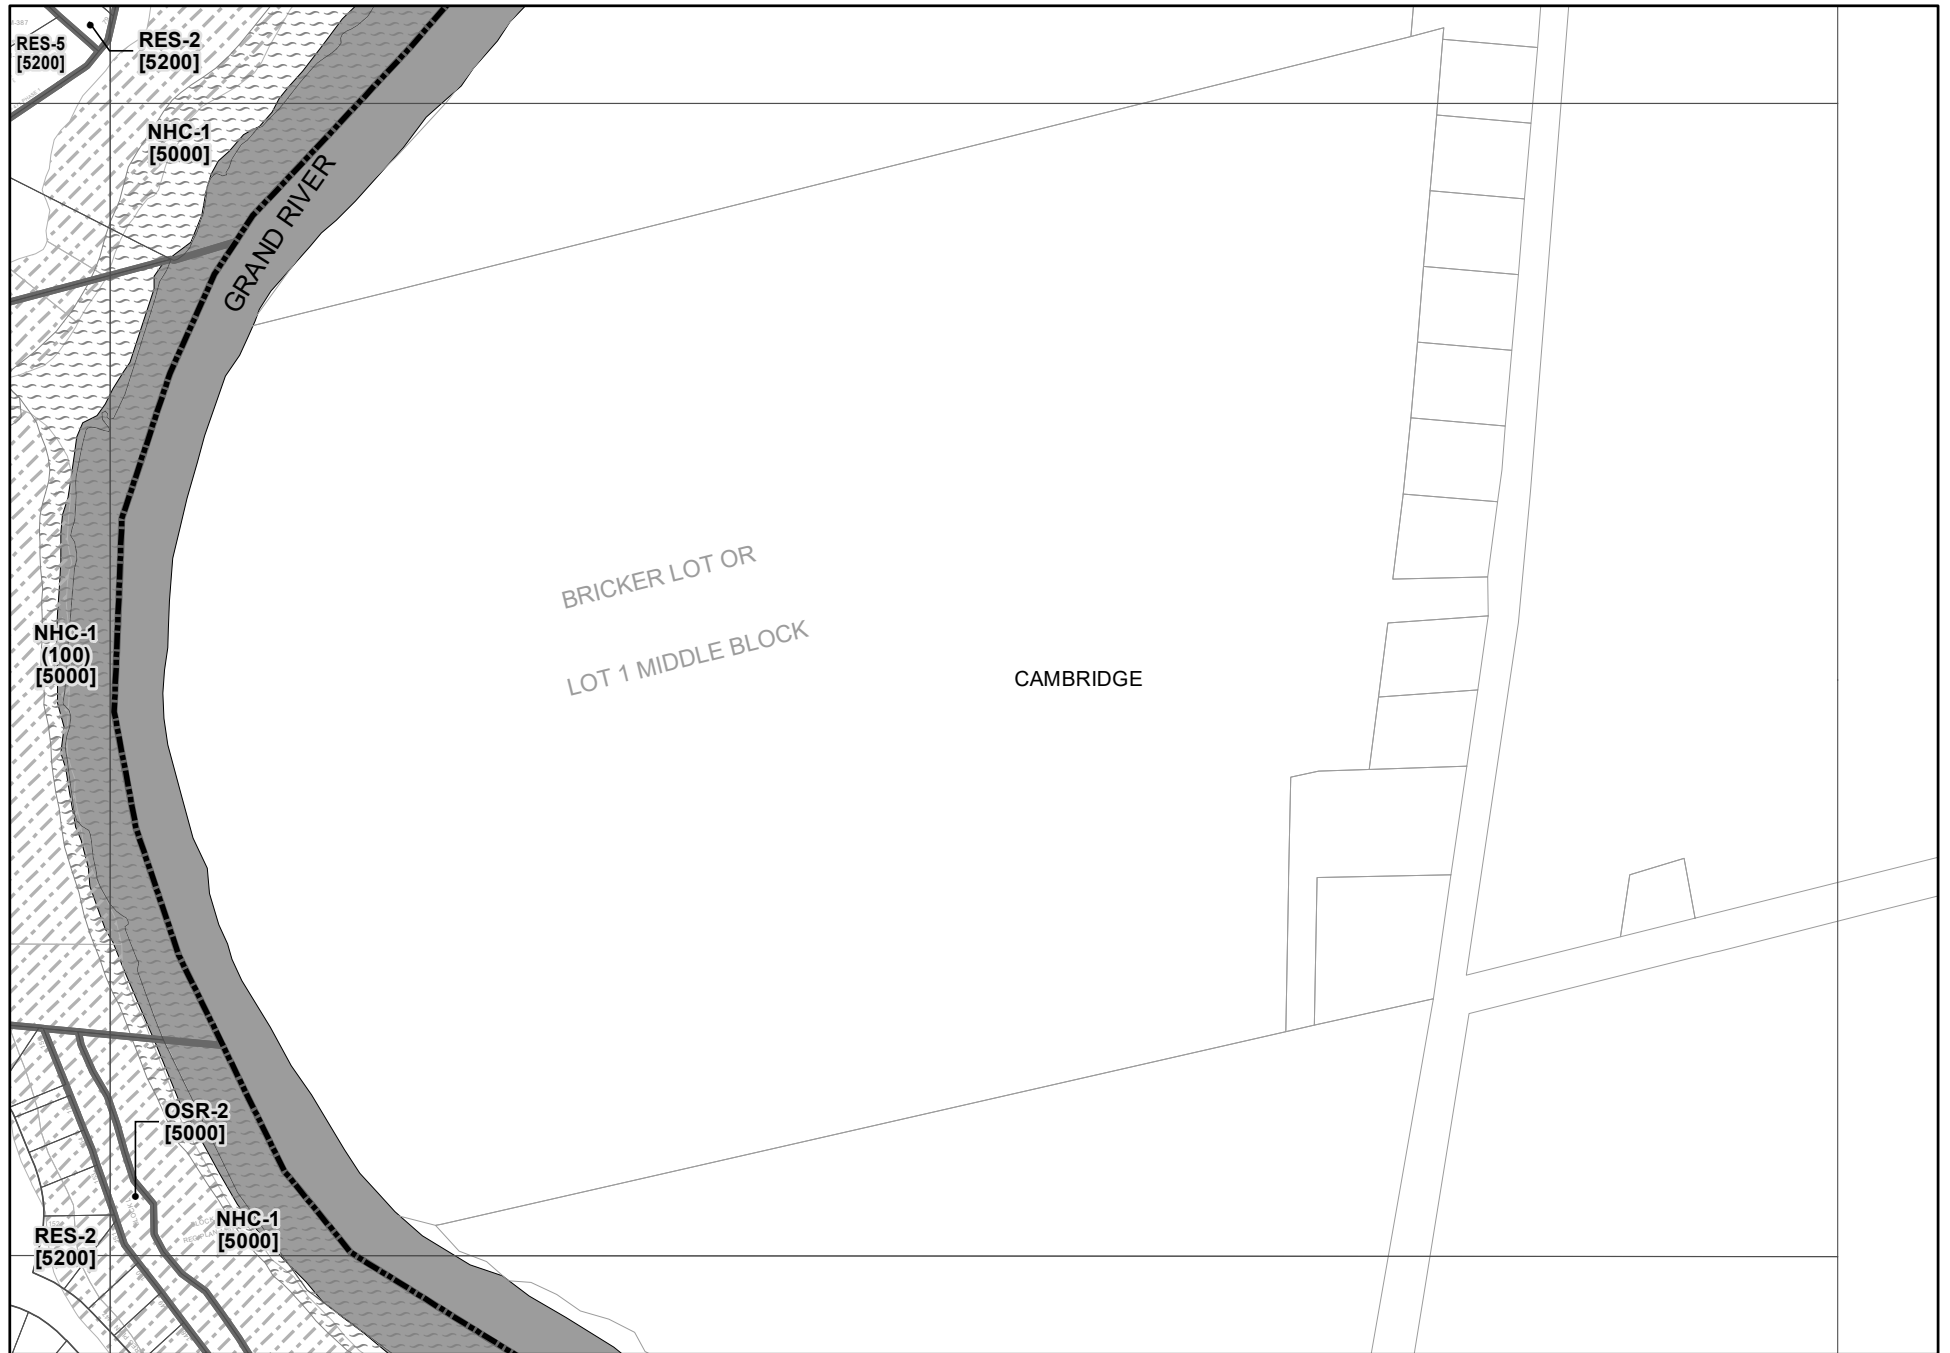 RES-5
[5200]
RES-2
[5200]
NHC-1
[5000]
GRAND RIVER
BRICKER LOT OR
LOT 1 MIDDLE BLOCK
CAMBRIDGE
NHC-1
(100)
[5000]
OSR-2
[5000]
NHC-1
[5000]
RES-2
[5200]